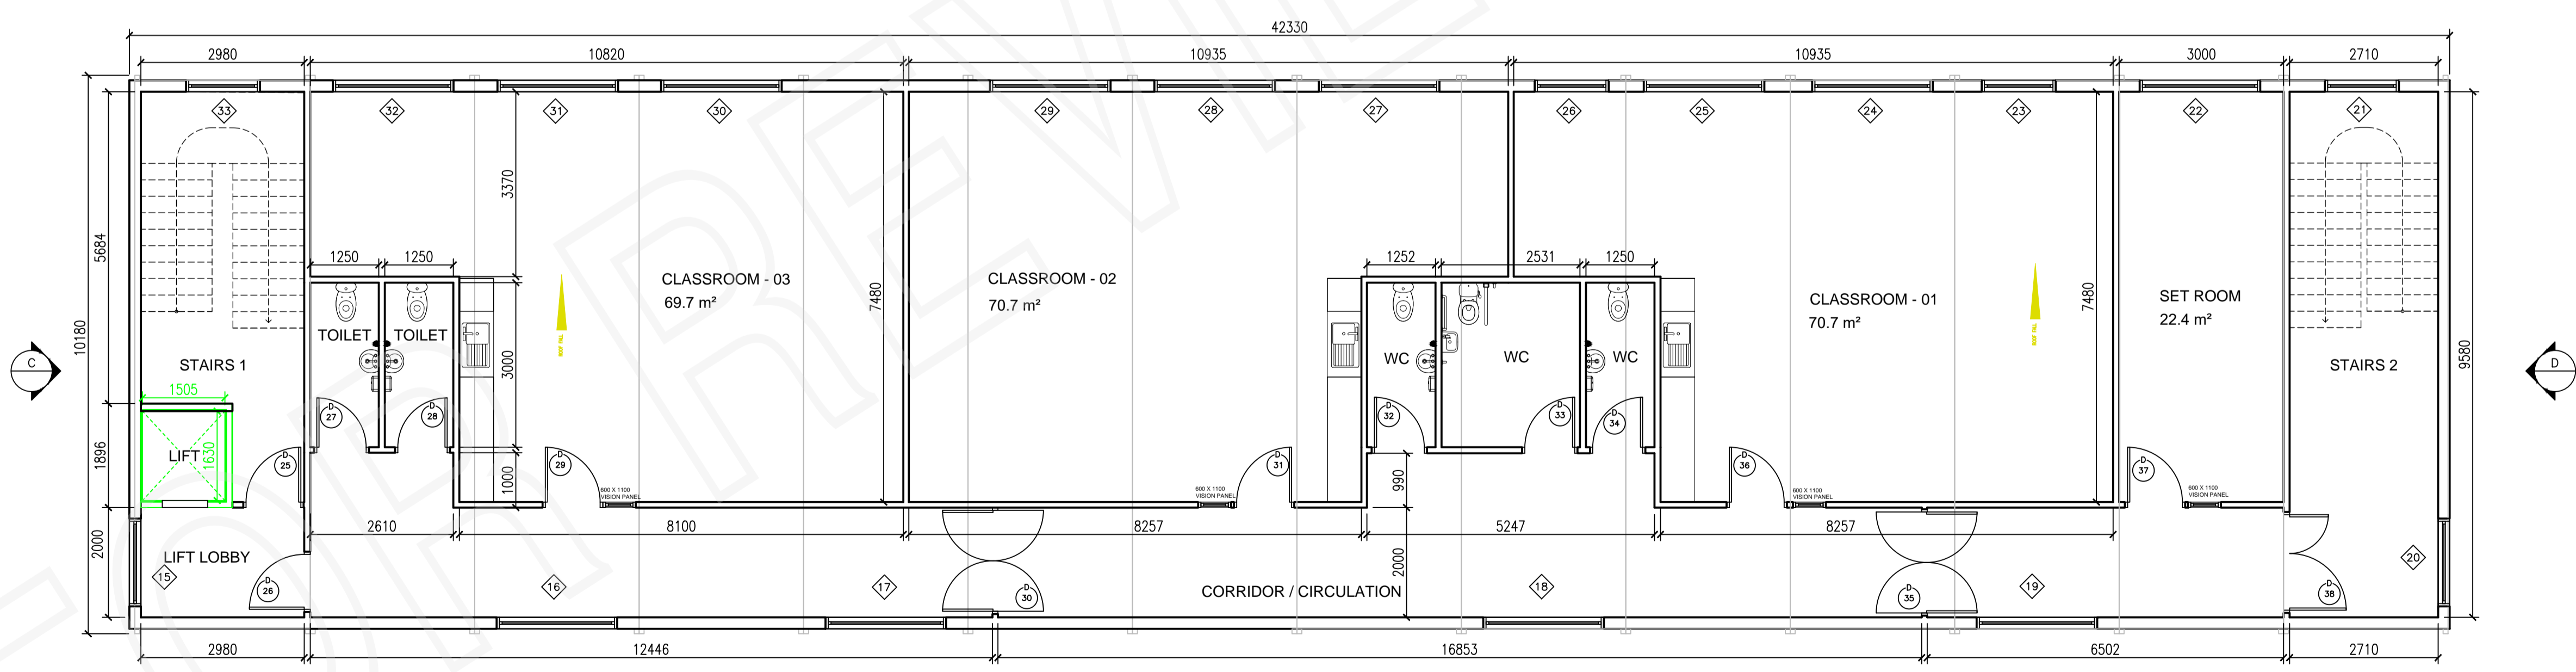 42330
2980
10820
10935
10935
3000
2710
33
32
31
30
29
28
27
26
25
24
23
22
21
5684
10180
1896
2000
3370
3000
1000
7480
1250
1250
CLASSROOM - 03
69.7 m²
CLASSROOM - 02
70.7 m²
1252
2531
1250
CLASSROOM - 01
70.7 m²
7480
SET ROOM
22.4 m²
9580
TOILET
TOILET
WC
WC
WC
STAIRS 1
STAIRS 2
C
D
1505
LIFT
1630
D
27
D
28
D
32
D
33
D
34
D
25
D
29
D
31
D
36
D
37
600 X 1100
VISION PANEL
600 X 1100
VISION PANEL
600 X 1100
VISION PANEL
600 X 1100
VISION PANEL
990
2610
8100
8257
5247
8257
2000
LIFT LOBBY
15
D
26
16
17
D
30
CORRIDOR / CIRCULATION
18
D
35
19
D
38
20
2980
12446
16853
6502
2710
FOR REVIE